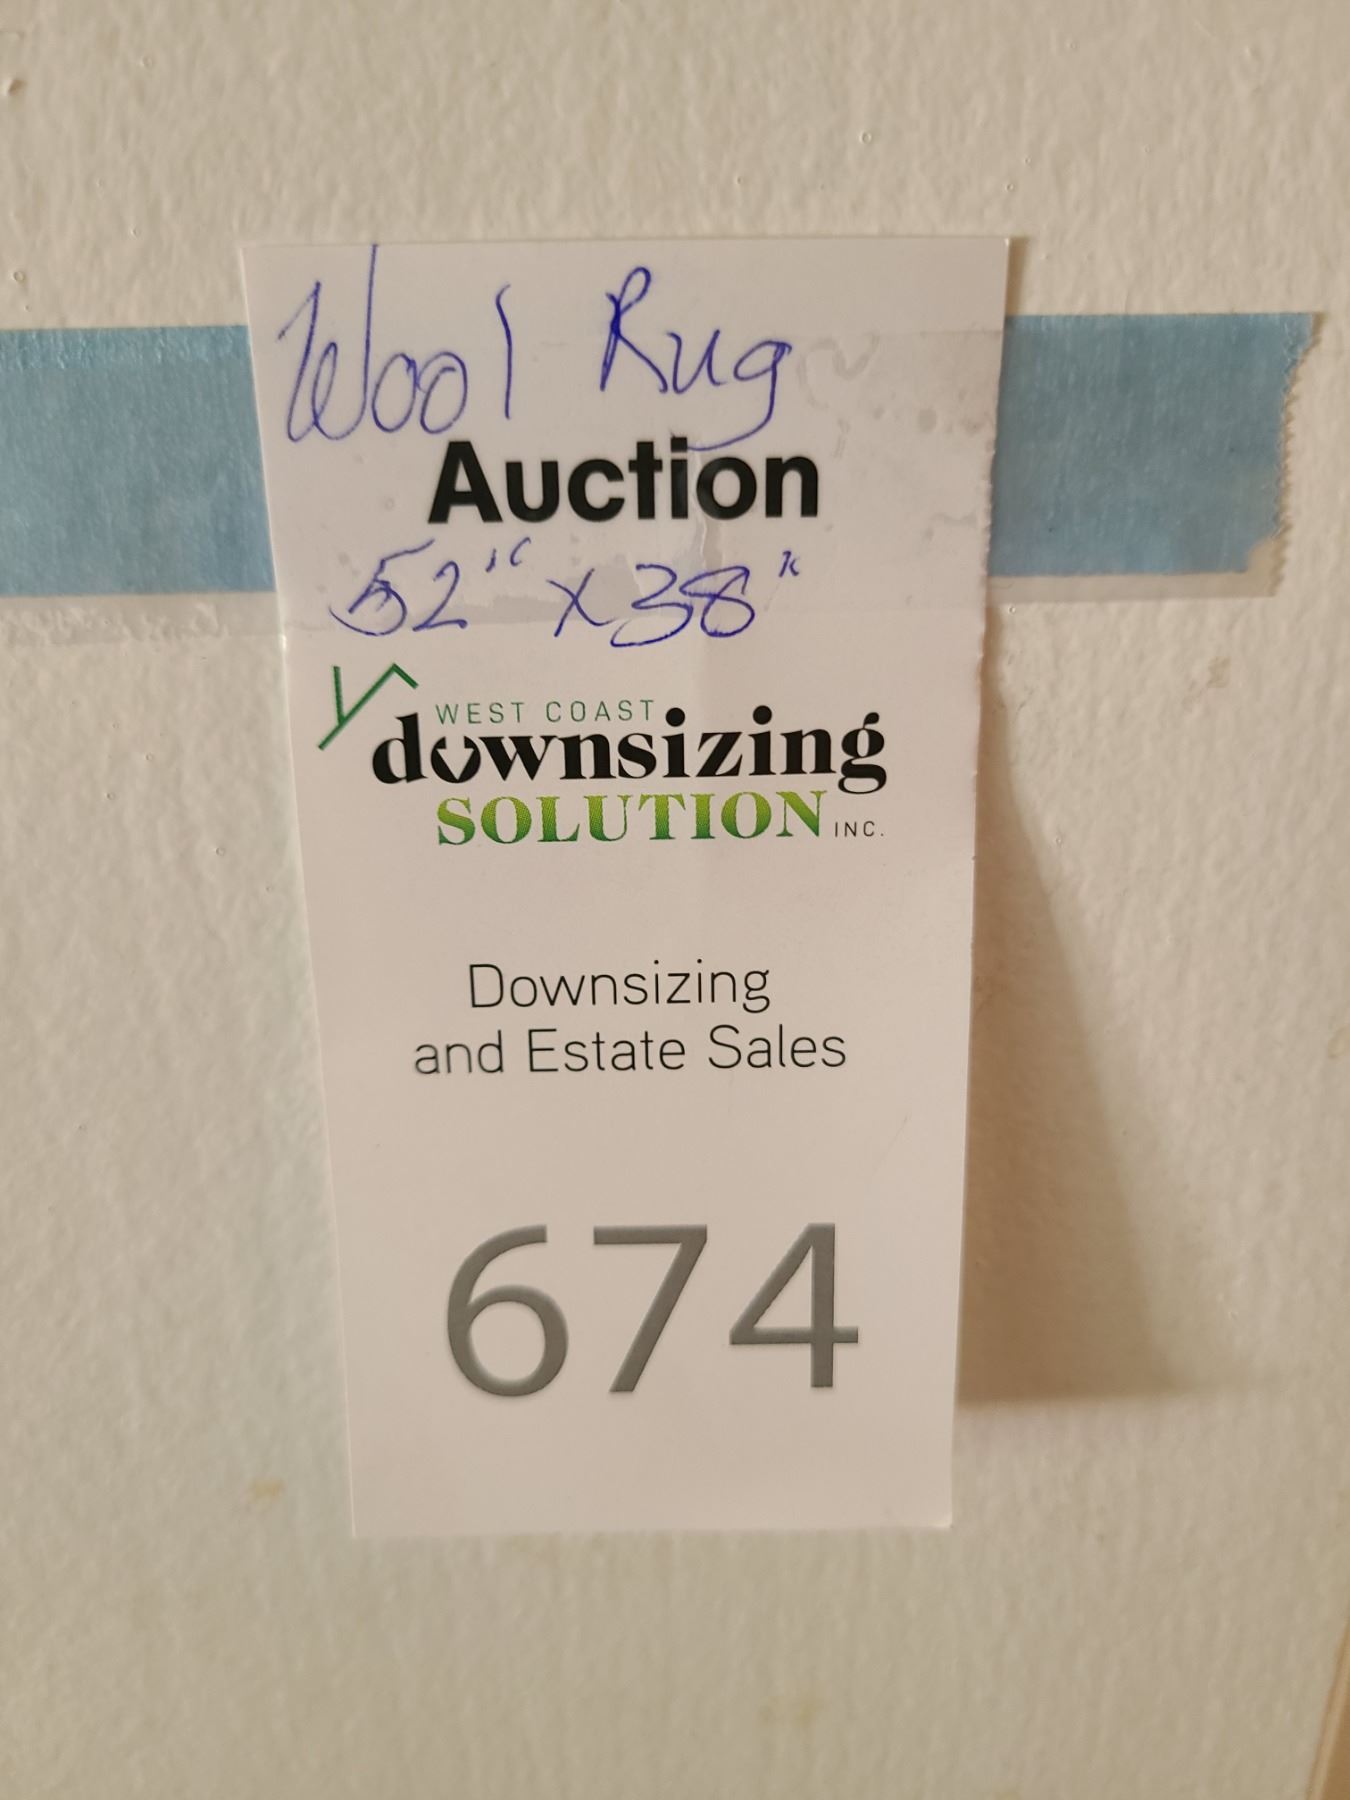 Wool Rug
Auction
52" x 38"
WEST COAST
downsizing
SOLUTION INC.
Downsizing
and Estate Sales
674